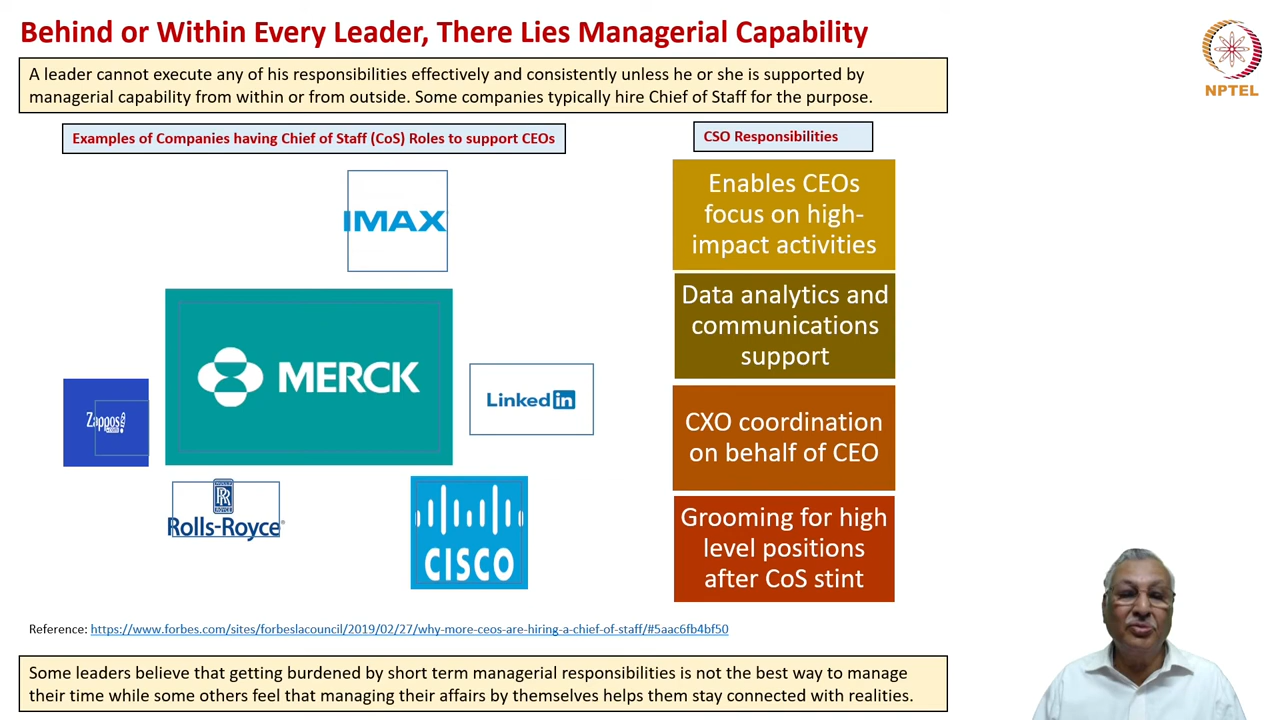 Behind or Within Every Leader, There Lies Managerial Capability
NPTEL
A leader cannot execute any of his responsibilities effectively and consistently unless he or she is supported by
managerial capability from within or from outside. Some companies typically hire Chief of Staff for the purpose.
Examples of Companies having Chief of Staff (CoS) Roles to support CEOs
IMAX
MERCK
Zappos
LinkedIn
RR
Rolls-Royce
CISCO
CSO Responsibilities
Enables CEOs
focus on high-
impact activities
Data analytics and
communications
support
CXO coordination
on behalf of CEO
Grooming for high
level positions
after CoS stint
Reference: https://www.forbes.com/sites/forbeslacouncil/2019/02/27/why-more-ceos-are-hiring-a-chief-of-staff/#5aac6fb4bf50
Some leaders believe that getting burdened by short term managerial responsibilities is not the best way to manage
their time while some others feel that managing their affairs by themselves helps them stay connected with realities.